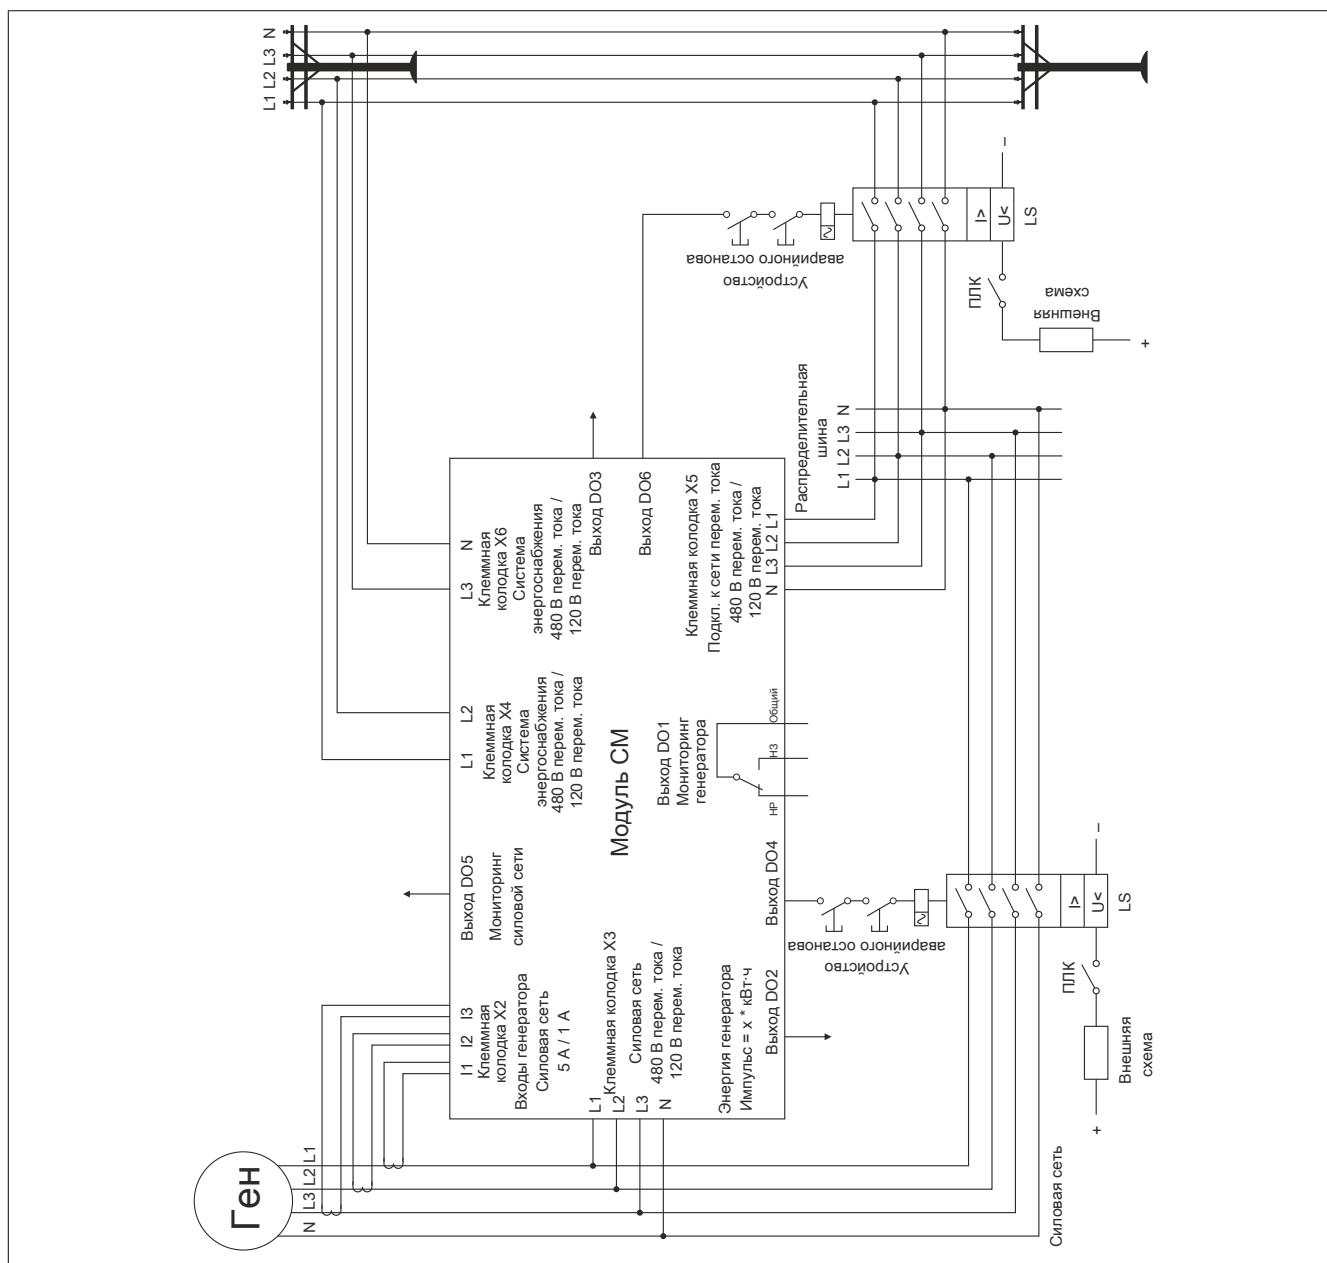 Ген
N
L3
L2
L1
I1
I2
I3
Клеммная
колодка X2
Входы генератора
Силовая сеть
5 А / 1 А
Выход DO5
Мониторинг
силовой сети
L1
L2
Клеммная
колодка X4
Система
энергоснабжения
480 В перем. тока /
120 В перем. тока
L3
N
Клеммная
колодка X6
Система
энергоснабжения
480 В перем. тока /
120 В перем. тока
Выход DO3
Выход DO6
Модуль CM
L1
L2
L3
N
Клеммная колодка X3
Силовая сеть
480 В перем. тока /
120 В перем. тока
Энергия генератора
Импульс = x * кВт·ч
Выход DO2
Выход DO4
Выход DO1
Мониторинг
генератора
НР
НЗ
Общий
Клеммная колодка X5
Подкл. к сети перем. тока
480 В перем. тока /
120 В перем. тока
N
L3
L2
L1
L1
L2
L3
N
Устройство
аварийного останова
I>
U<
LS
–
ПЛК
Внешняя
схема
+
Распределительная
шина
L1
L2
L3
N
Устройство
аварийного останова
I>
U<
LS
–
ПЛК
Внешняя
схема
+
Силовая сеть